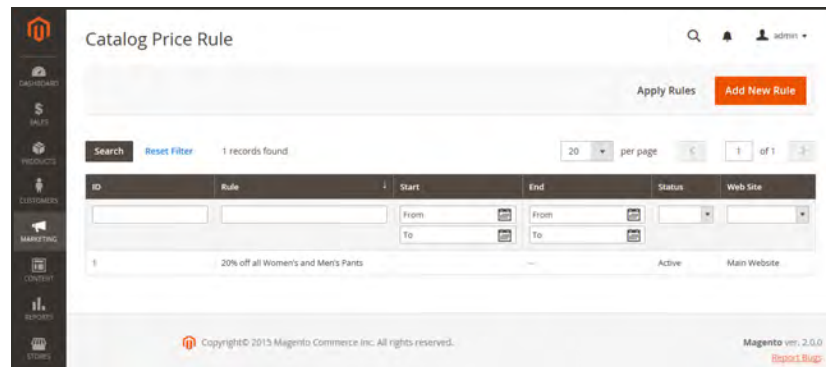 Catalog Price Rule
admin
DASHBOARD
SALES
PRODUCTS
CUSTOMERS
MARKETING
CONTENT
REPORTS
STORES
Apply Rules
Add New Rule
Search
Reset Filter
1 records found
20
per page
1
of 1
ID
Rule
Start
End
Status
Web Site
From
From
To
To
1
20% off all Women's and Men's Pants
---
Active
Main Website
Copyright© 2015 Magento Commerce Inc. All rights reserved.
Magento ver. 2.0.0
Report Bugs